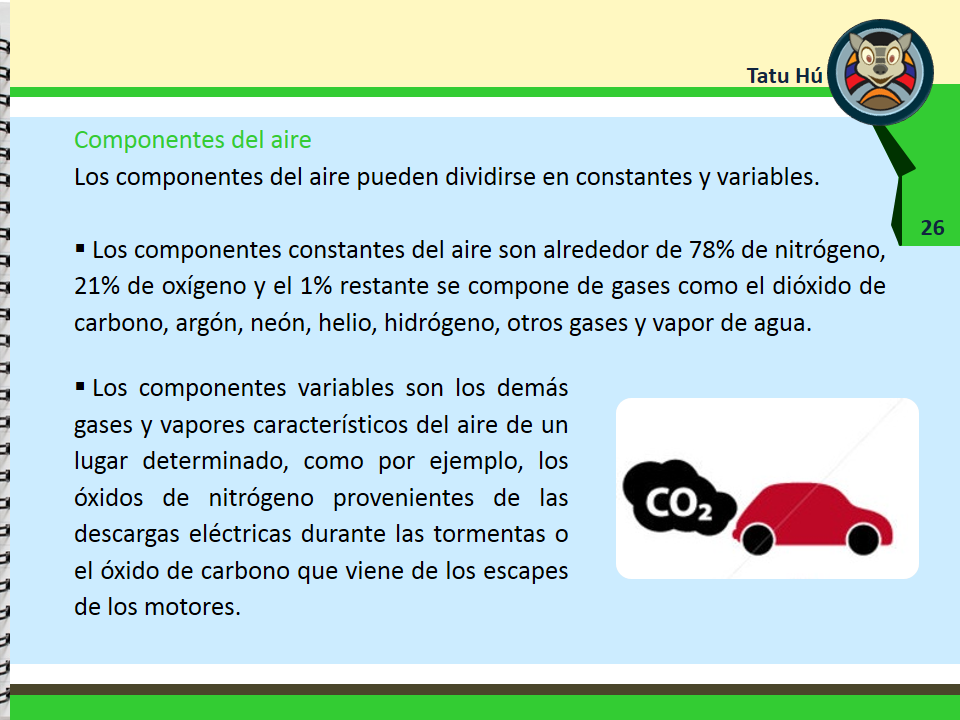 Tatu Hú
Componentes del aire
Los componentes del aire pueden dividirse en constantes y variables.
26
▪ Los componentes constantes del aire son alrededor de 78% de nitrógeno,
21% de oxígeno y el 1% restante se compone de gases como el dióxido de
carbono, argón, neón, helio, hidrógeno, otros gases y vapor de agua.
▪ Los componentes variables son los demás
gases y vapores característicos del aire de un
lugar determinado, como por ejemplo, los
óxidos de nitrógeno provenientes de las
descargas eléctricas durante las tormentas o
el óxido de carbono que viene de los escapes
de los motores.
CO₂